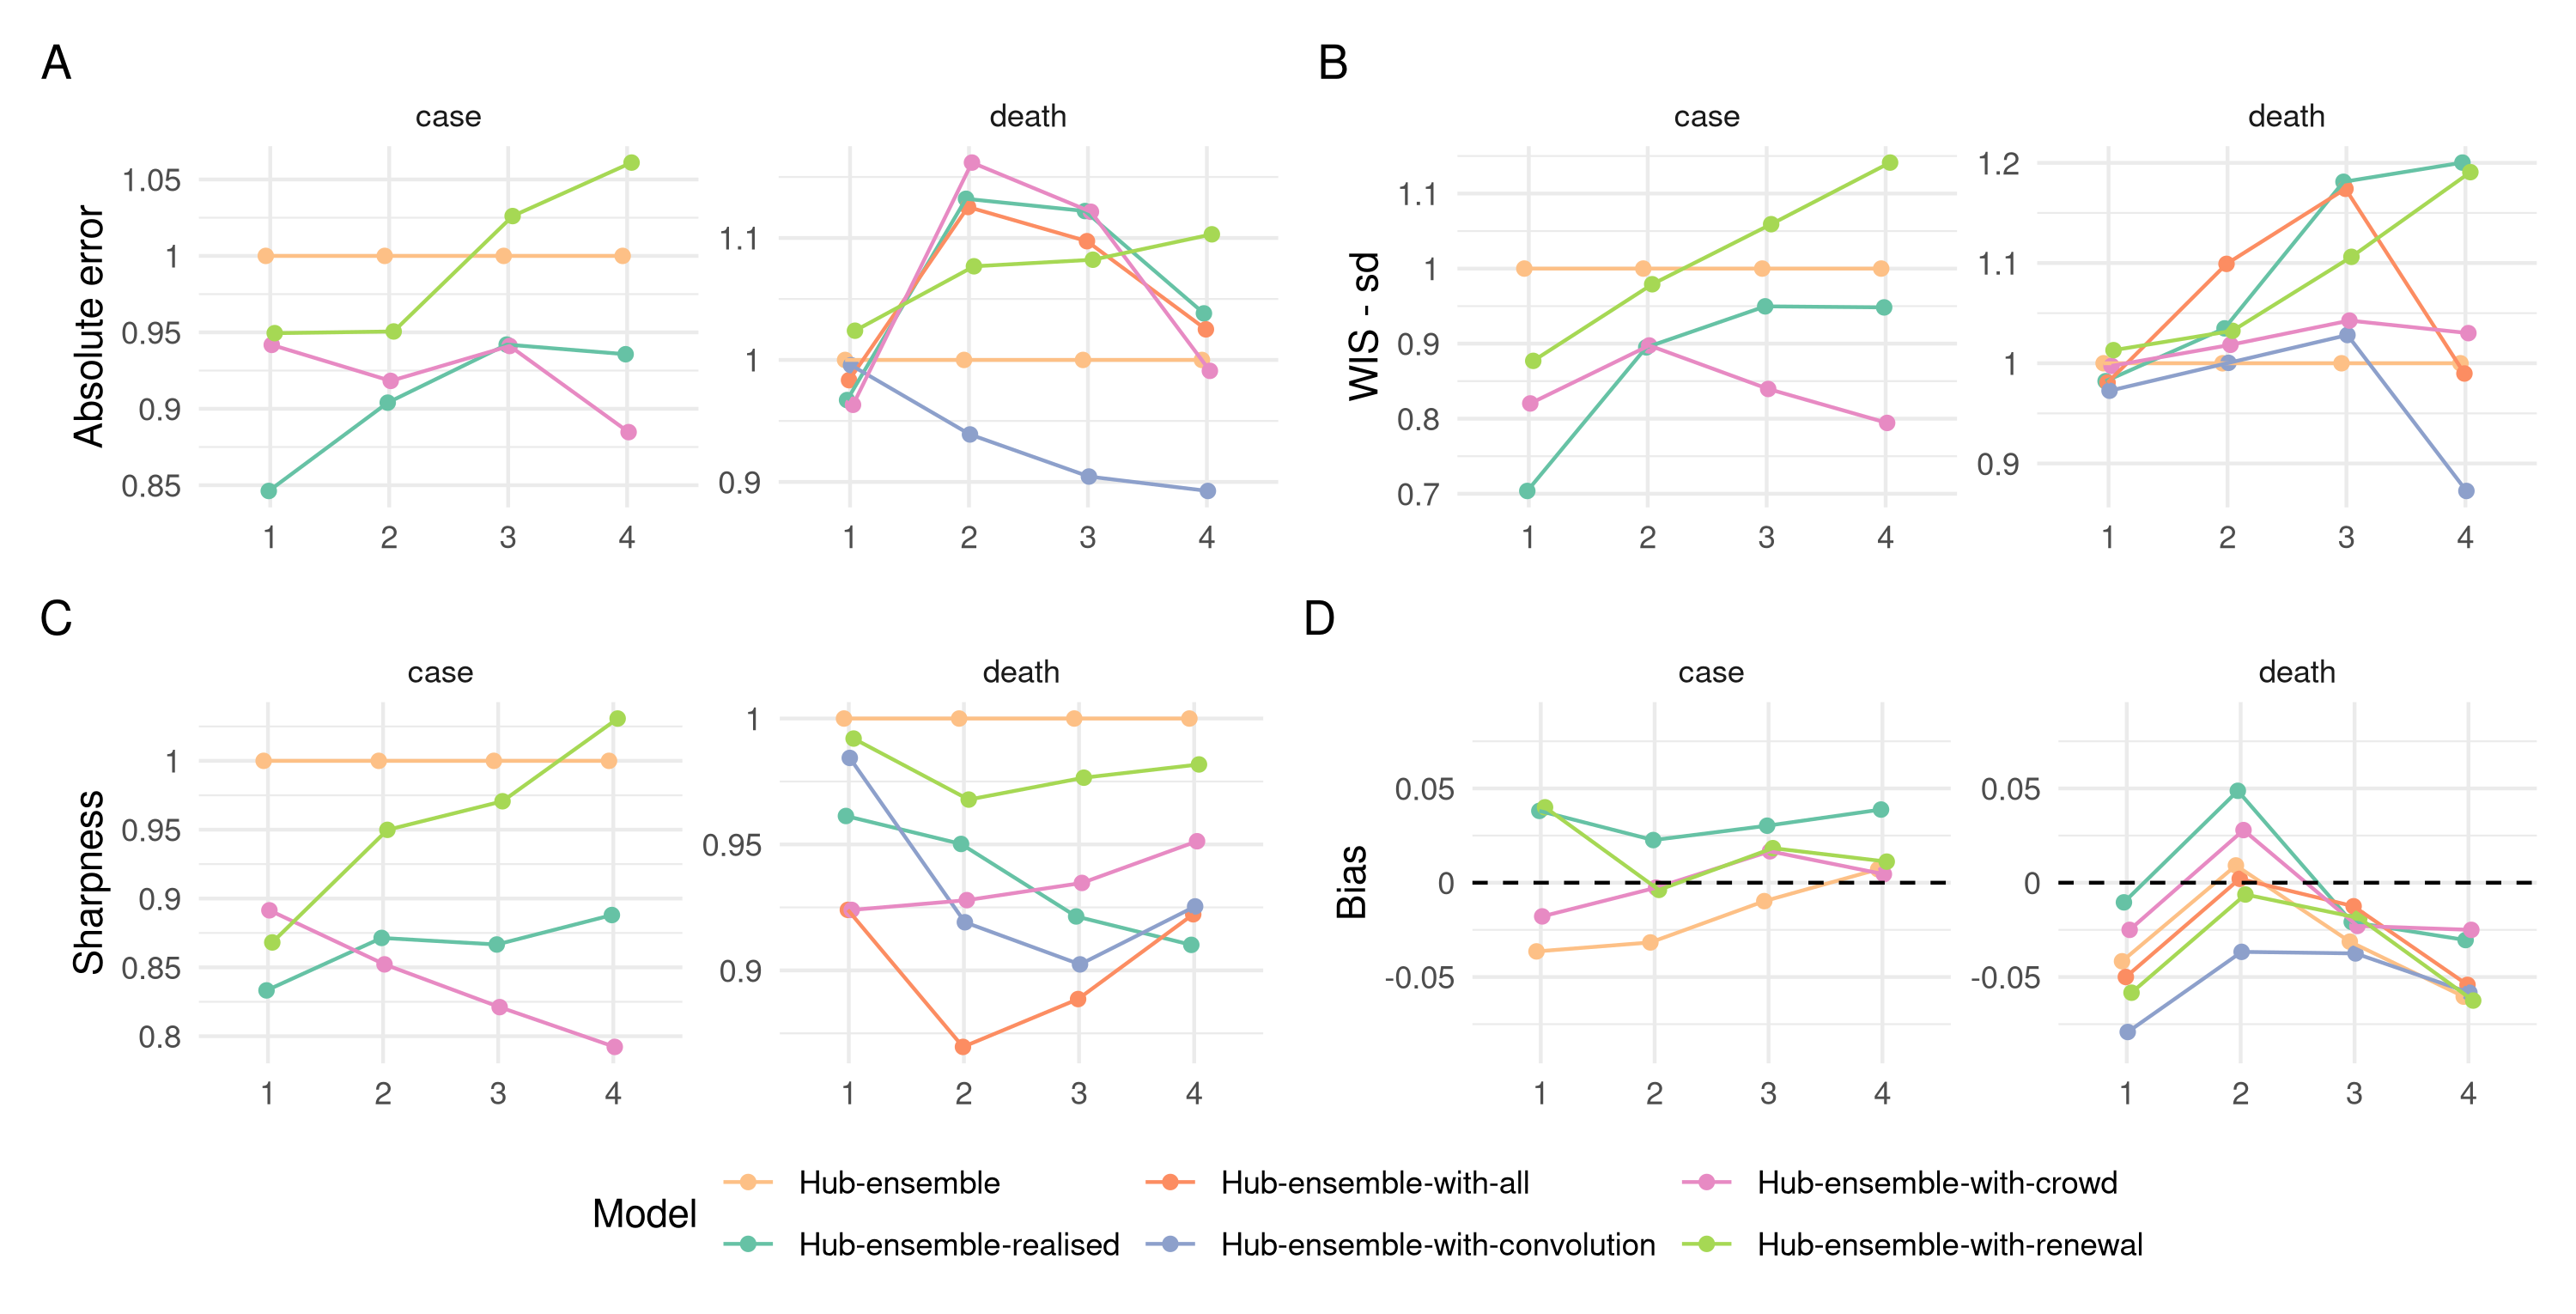 A
B
case
death
case
death
Absolute error
1.05
1
0.95
0.9
0.85
1.1
1
0.9
WIS - sd
1.1
1
0.9
0.8
0.7
1.2
1.1
1
0.9
1 2 3 4
1 2 3 4
1 2 3 4
1 2 3 4
C
D
case
death
case
death
Sharpness
1
0.95
0.9
0.85
0.8
1
0.95
0.9
Bias
0.05
0
-0.05
0.05
0
-0.05
1 2 3 4
1 2 3 4
1 2 3 4
1 2 3 4
Model
Hub-ensemble
Hub-ensemble-with-all
Hub-ensemble-with-crowd
Hub-ensemble-realised
Hub-ensemble-with-convolution
Hub-ensemble-with-renewal